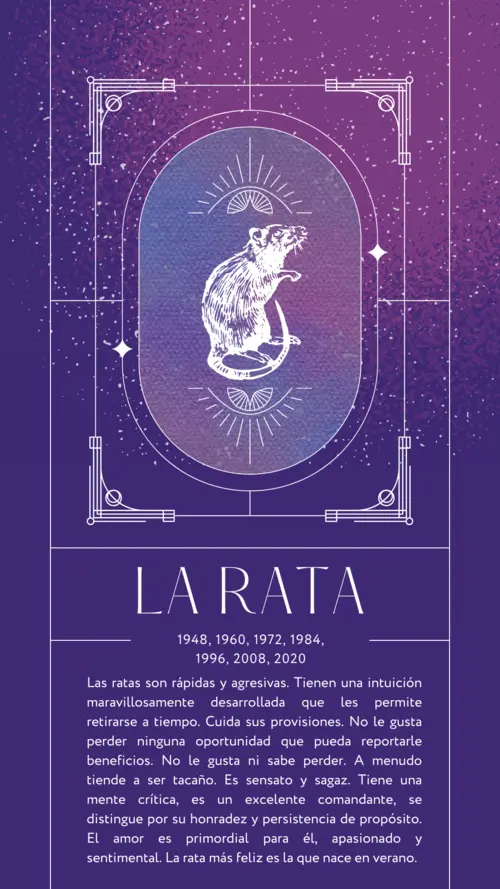 LA RATA
1948, 1960, 1972, 1984,
1996, 2008, 2020
Las ratas son rápidas y agresivas. Tienen una intuición
maravillosamente desarrollada que les permite
retirarse a tiempo. Cuida sus provisiones. No le gusta
perder ninguna oportunidad que pueda reportarle
beneficios. No le gusta ni sabe perder. A menudo
tiende a ser tacaño. Es sensato y sagaz. Tiene una
mente crítica, es un excelente comandante, se
distingue por su honradez y persistencia de propósito.
El amor es primordial para él, apasionado y
sentimental. La rata más feliz es la que nace en verano.